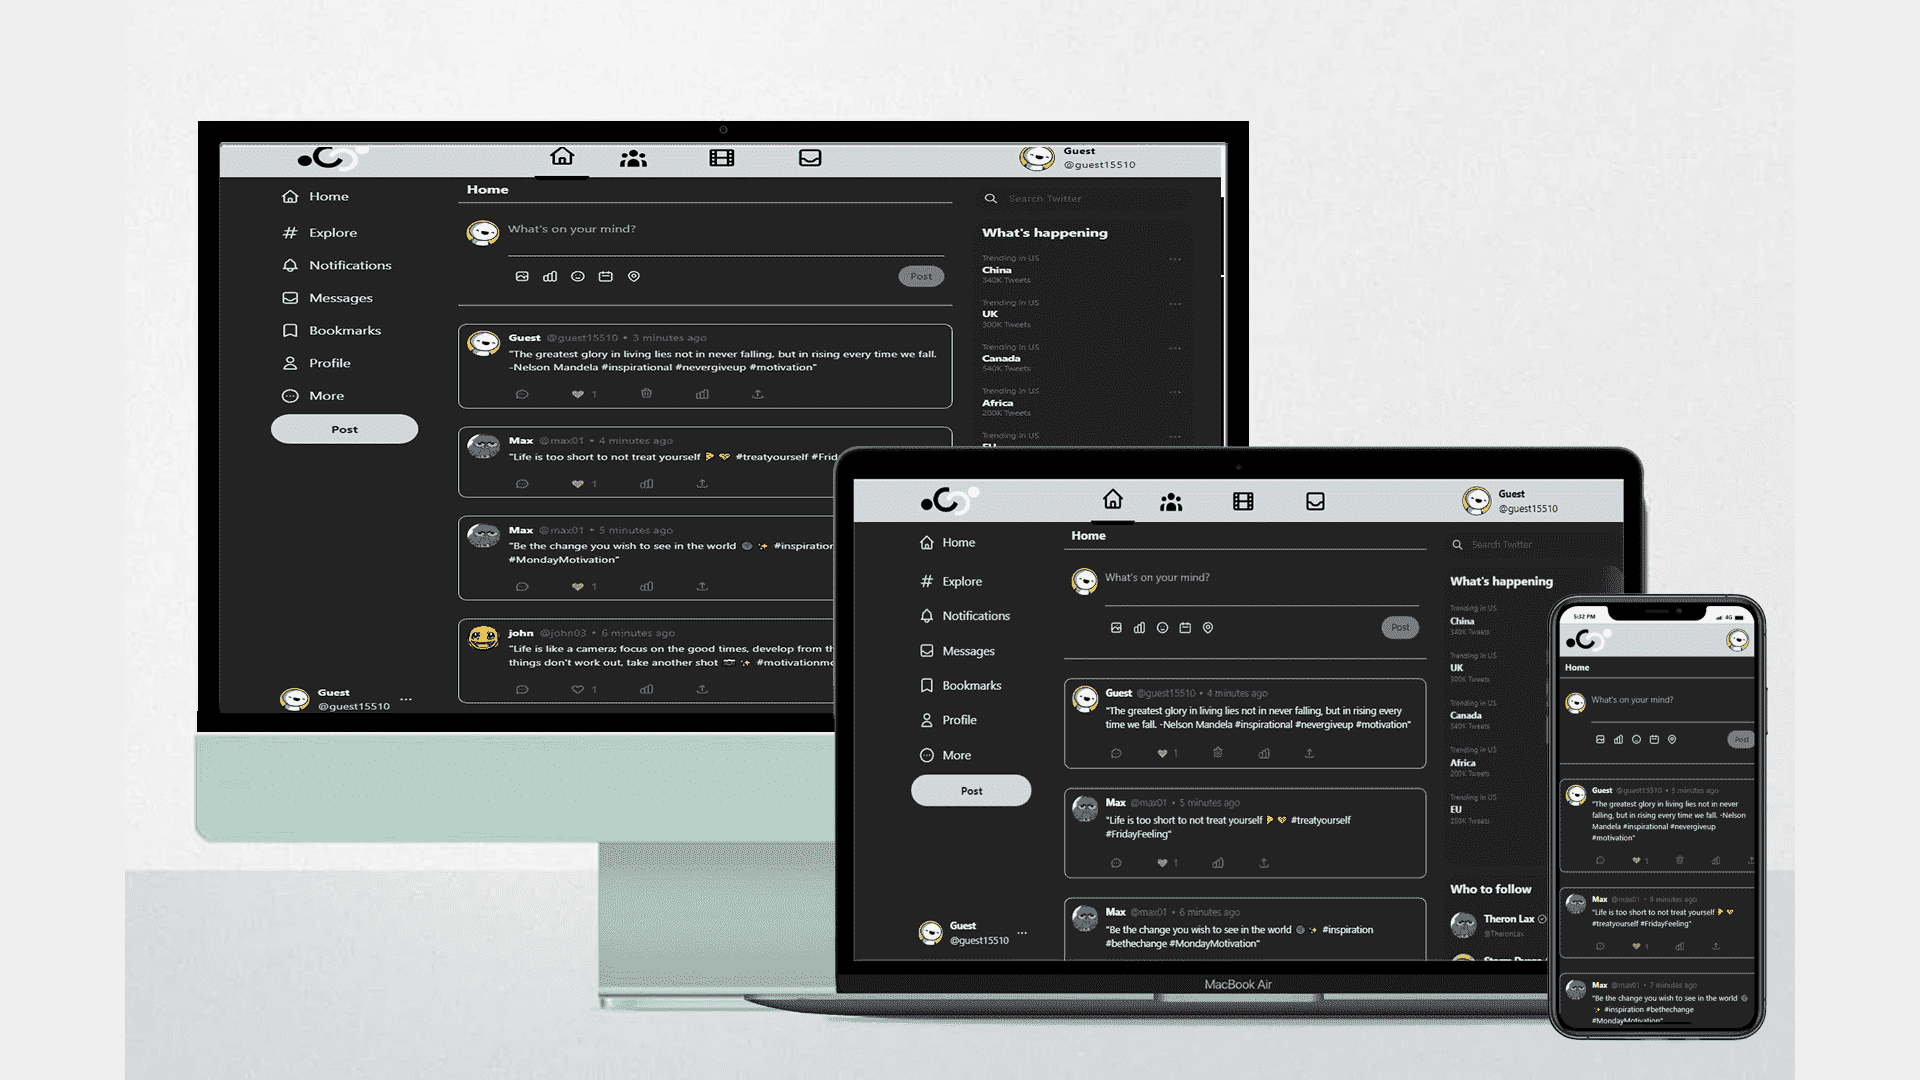 Guest
@guest15510
Home
Explore
Notifications
Messages
Bookmarks
Profile
More
Post
Guest
@guest15510
Home
What's on your mind?
Post
Guest @guest15510 • 3 minutes ago
"The greatest glory in living lies not in never falling, but in rising every time we fall.
-Nelson Mandela #inspirational #nevergiveup #motivation"
1
Max @max01 • 4 minutes ago
"Life is too short to not treat yourself 🍕 💛 #treatyourself #Frid
1
Max @max01 • 5 minutes ago
"Be the change you wish to see in the world 🌍 ✨ #inspiration
#MondayMotivation"
1
john @john03 • 6 minutes ago
"Life is like a camera; focus on the good times, develop from th
things don't work out, take another shot 📷 ✨ #motivationmo
1
Search Twitter
What's happening
Trending in US
China
340K Tweets
Trending in US
UK
300K Tweets
Trending in US
Canada
540K Tweets
Trending in US
Africa
200K Tweets
Trending in US
EU
Guest
@guest15510
Home
Explore
Notifications
Messages
Bookmarks
Profile
More
Post
Guest
@guest15510
Home
What's on your mind?
Post
Guest @guest15510 • 4 minutes ago
"The greatest glory in living lies not in never falling, but in rising every
time we fall. -Nelson Mandela #inspirational #nevergiveup #motivation"
1
Max @max01 • 5 minutes ago
"Life is too short to not treat yourself 🍕 💛 #treatyourself
#FridayFeeling"
1
Max @max01 • 6 minutes ago
"Be the change you wish to see in the world 🌍 ✨ #inspiration
#bethechange #MondayMotivation"
Search Twitter
What's happening
Trending in US
China
340K Tweets
Trending in US
UK
300K Tweets
Trending in US
Canada
540K Tweets
Trending in US
Africa
200K Tweets
Trending in US
EU
Tweets
Who to follow
Theron Lax
@TheronLax
MacBook Air
5:32 PM
4G
Home
What's on your mind?
Post
Guest @guest15510 • 5 minutes ago
"The greatest glory in living lies not in never
falling, but in rising every time we fall. -Nelson
Mandela #inspirational #nevergiveup
#motivation"
1
Max @max01 • 6 minutes ago
"Life is too short to not treat yourself 🍕 💛
#treatyourself #FridayFeeling"
1
Max @max01 • 7 minutes ago
"Be the change you wish to see in the world 🌍
✨ #inspiration #bethechange
#MondayMotivation"